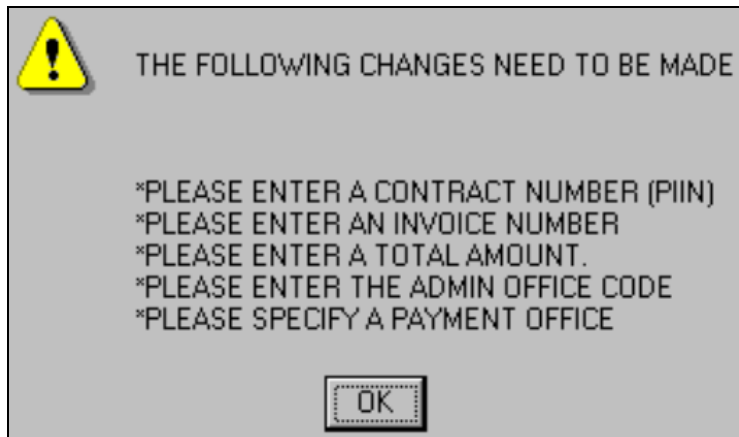 THE FOLLOWING CHANGES NEED TO BE MADE
*PLEASE ENTER A CONTRACT NUMBER (PIIN)
*PLEASE ENTER AN INVOICE NUMBER
*PLEASE ENTER A TOTAL AMOUNT.
*PLEASE ENTER THE ADMIN OFFICE CODE
*PLEASE SPECIFY A PAYMENT OFFICE
OK